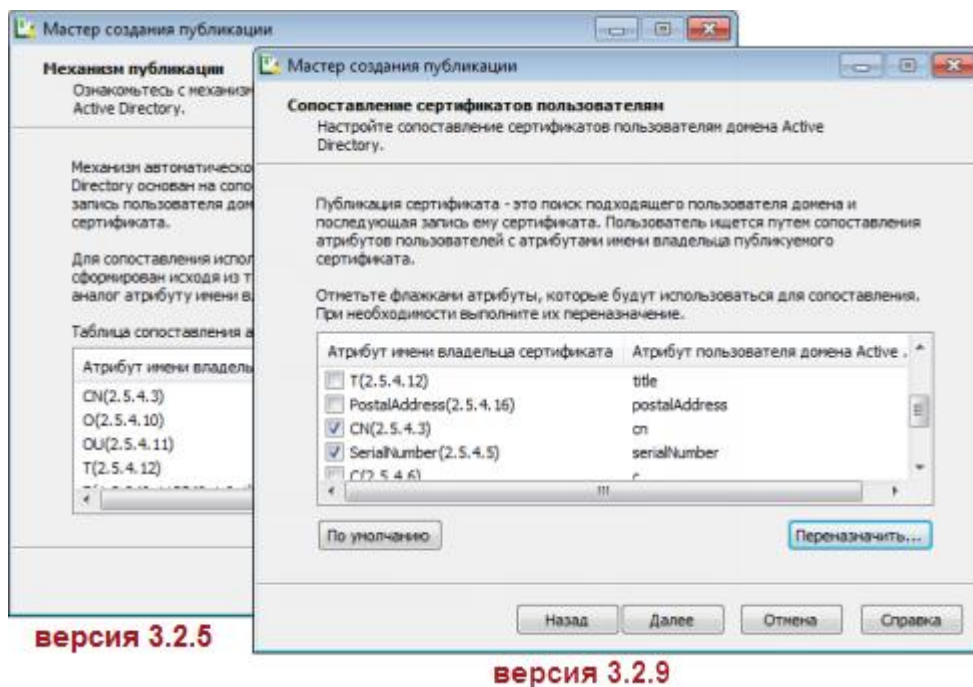 Мастер создания публикации
Механизм публикации
Ознакомьтесь с механизм
Active Directory.
Механизм автоматическо
Directory основан на сопо
запись пользователя дом
сертификата.
Для сопоставления испол
сформирован исходя из т
аналог атрибуту имени в
Таблица сопоставления а
Атрибут имени владель
CN(2.5.4.3)
O(2.5.4.10)
OU(2.5.4.11)
T(2.5.4.12)
версия 3.2.5
Мастер создания публикации
Сопоставление сертификатов пользователям
Настройте сопоставление сертификатов пользователям домена Active
Directory.
Публикация сертификата - это поиск подходящего пользователя домена и
последующая запись ему сертификата. Пользователь ищется путем сопоставления
атрибутов пользователей с атрибутами имени владельца публикуемого
сертификата.
Отметьте флажками атрибуты, которые будут использоваться для сопоставления.
При необходимости выполните их переназначение.
Атрибут имени владельца сертификата Атрибут пользователя домена Active .
T(2.5.4.12) title
PostalAddress(2.5.4.16) postalAddress
CN(2.5.4.3) cn
SerialNumber(2.5.4.5) serialNumber
C(2.5.4.6) c
По умолчанию Переназначить...
Назад Далее Отмена Справка
версия 3.2.9